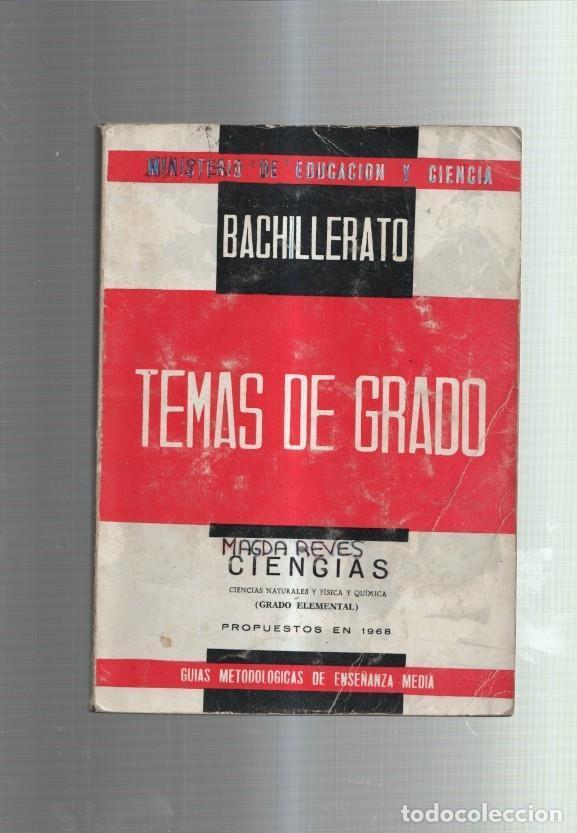 MINISTERIO DE EDUCACION Y CIENCIA
BACHILLERATO
TEMAS DE GRADO
MAGDA REVES
CIENCIAS
CIENCIAS NATURALES Y FÍSICA Y QUÍMICA
(GRADO ELEMENTAL)
PROPUESTOS EN 1968
GUIAS METODOLOGICAS DE ENSEÑANZA MEDIA
todocoleccion